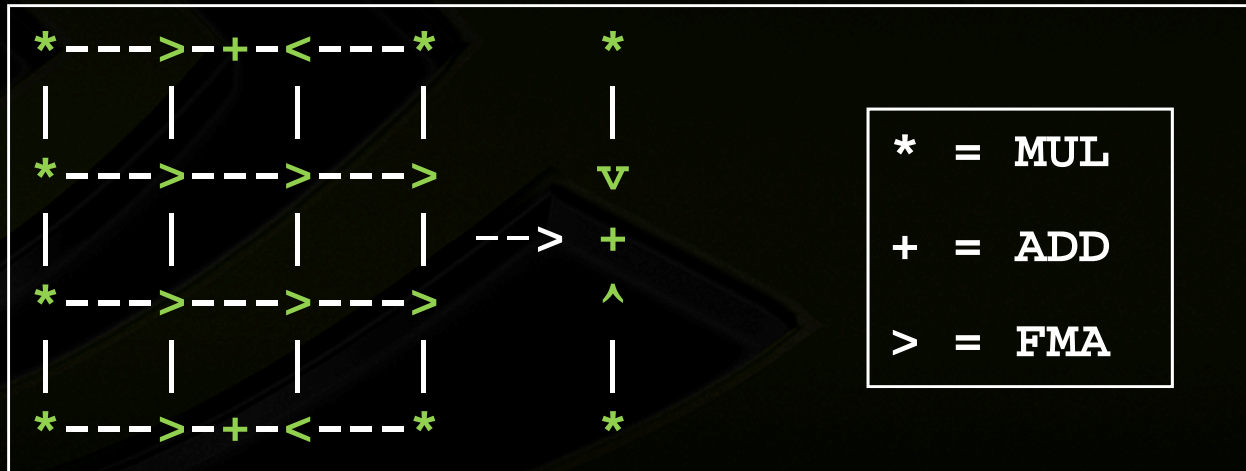 *--->-+-<---* *
| | | | |
*--->--->---> v
| | | | --> +
*--->--->---> ^
| | | | |
*--->-+-<---* *
* = MUL
+ = ADD
> = FMA